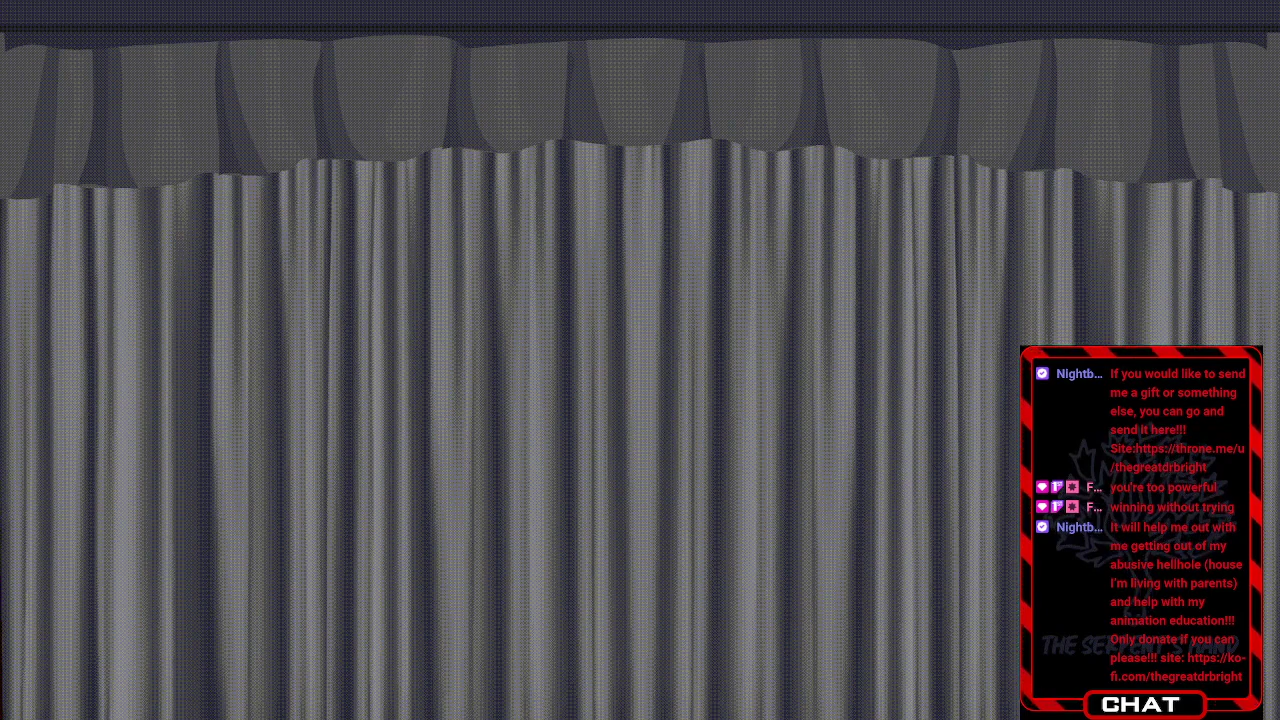 Nightb... If you would like to send
me a gift or something
else, you can go and
send it here!!!
Site:https://throne.me/u
/thegreatdrbright
F... you're too powerful
F... winning without trying
Nightb... It will help me out with
me getting out of my
abusive hellhole (house
I'm living with parents)
and help with my
animation education!!!
Only donate if you can
THE SERPENT'S HAND
please!!! site: https://ko-
fi.com/thegreatdrbright
CHAT